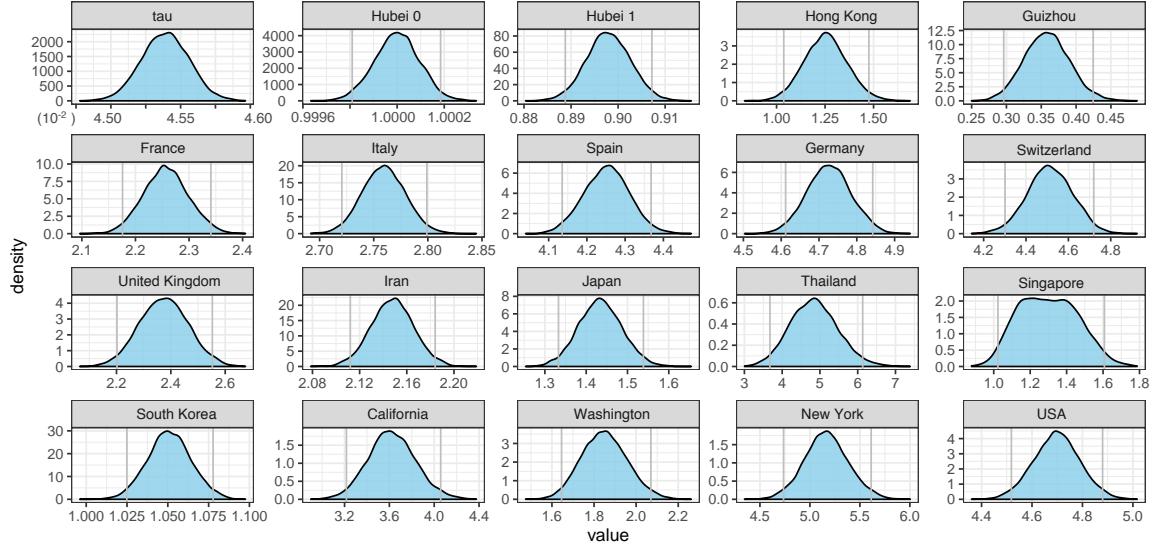 tau Hubei 0 Hubei 1 Hong Kong Guizhou
2000 1500 1000 500 0
4000 3000 2000 1000 0
80 60 40 20 0
3 2 1 0
12.5 10.0 7.5 5.0 2.5 0.0
(10⁻²) 4.50 4.55 4.60 0.9996 1.0000 1.0002 0.88 0.89 0.90 0.91 1.00 1.25 1.50 0.25 0.30 0.35 0.40 0.45
France Italy Spain Germany Switzerland
10.0 7.5 5.0 2.5 0.0
20 15 10 5 0
6 4 2 0
6 4 2 0
3 2 1 0
2.1 2.2 2.3 2.4 2.70 2.75 2.80 2.85 4.1 4.2 4.3 4.4 4.5 4.6 4.7 4.8 4.9 4.2 4.4 4.6 4.8
density
United Kingdom Iran Japan Thailand Singapore
4 3 2 1 0
20 15 10 5 0
8 6 4 2 0
0.6 0.4 0.2 0.0
2.0 1.5 1.0 0.5 0.0
2.2 2.4 2.6 2.08 2.12 2.16 2.20 1.3 1.4 1.5 1.6 3 4 5 6 7 1.0 1.2 1.4 1.6 1.8
South Korea California Washington New York USA
30 20 10 0
1.5 1.0 0.5 0.0
3 2 1 0
1.5 1.0 0.5 0.0
4 3 2 1 0
1.000 1.025 1.050 1.075 1.100 3.2 3.6 4.0 4.4 1.6 1.8 2.0 2.2 4.5 5.0 5.5 6.0 4.4 4.6 4.8 5.0
value